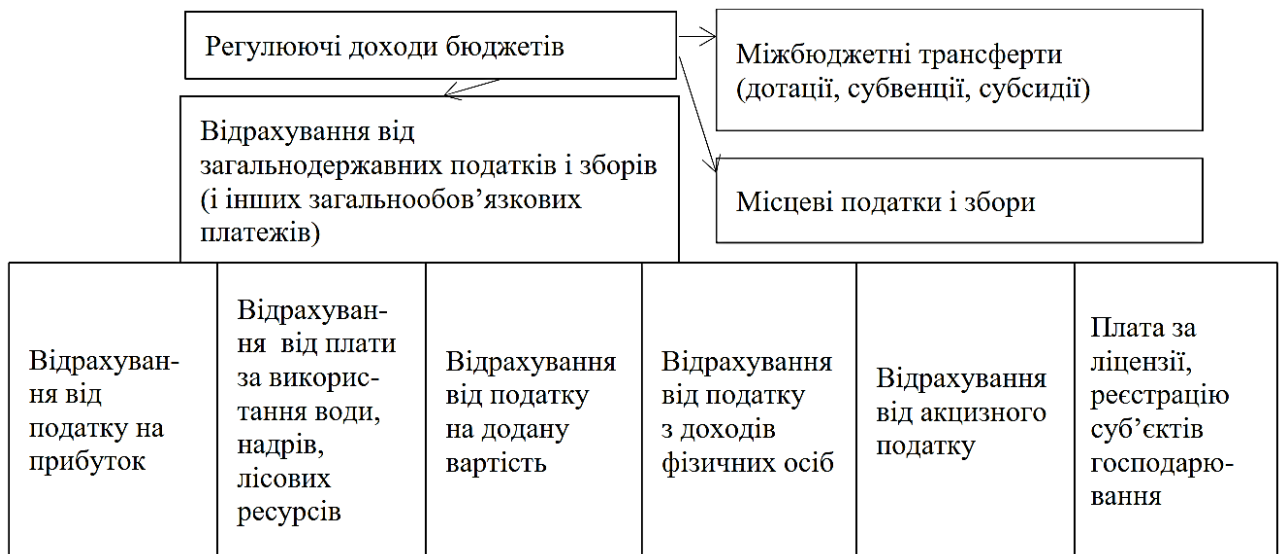 Регулюючі доходи бюджетів
Міжбюджетні трансферти
(дотації, субвенції, субсидії)
Відрахування від
загальнодержавних податків і зборів
(і інших загальнообов’язкових
платежів)
Місцеві податки і збори
Відрахуван-
ня від
податку на
прибуток
Відрахуван-
ня від плати
за викорис-
тання води,
надрів,
лісових
ресурсів
Відрахування
від податку
на додану
вартість
Відрахування
від податку
з доходів
фізичних осіб
Відрахування
від акцизного
податку
Плата за
ліцензії,
реєстрацію
суб’єктів
господарю-
вання